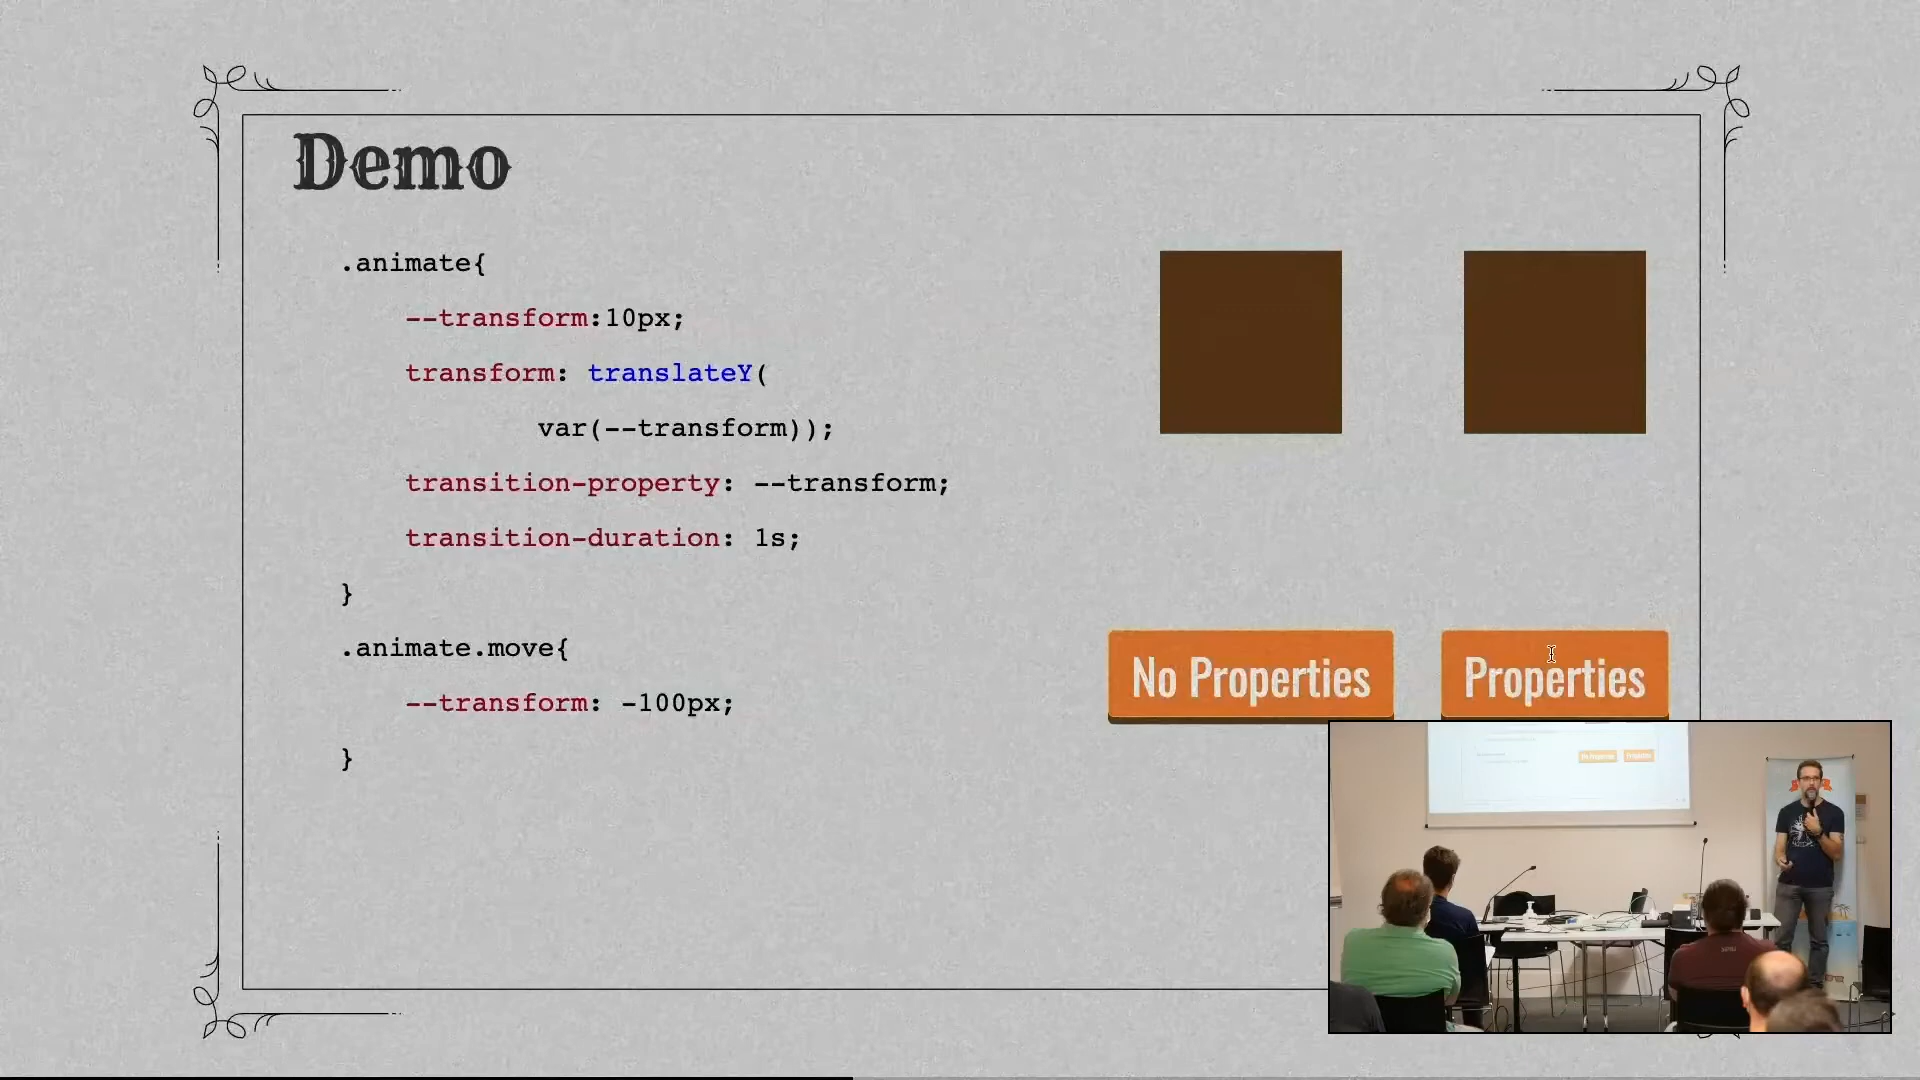 Demo
.animate{
--transform:10px;
transform: translateY(
var(--transform));
transition-property: --transform;
transition-duration: 1s;
}
.animate.move{
--transform: -100px;
}
No Properties
Properties